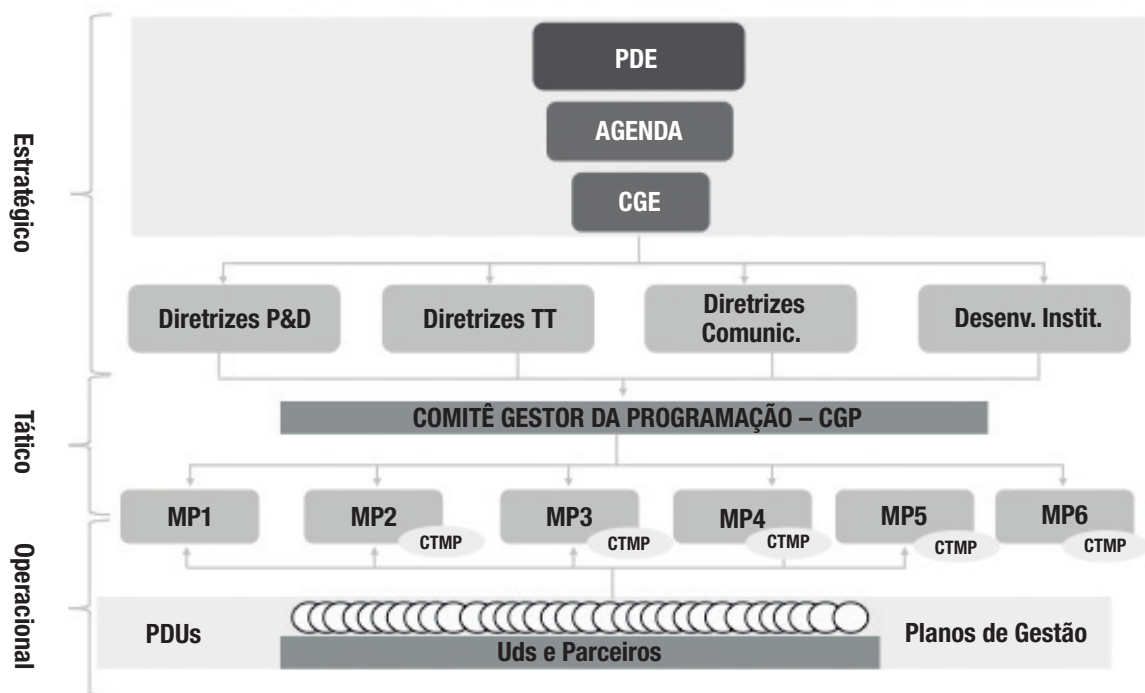 Estratégico
PDE
AGENDA
CGE
Diretrizes P&D
Diretrizes TT
Diretrizes
Comunic.
Desenv. Instit.
Tático
COMITÊ GESTOR DA PROGRAMAÇÃO – CGP
MP1
MP2
CTMP
MP3
CTMP
MP4
CTMP
MP5
CTMP
MP6
CTMP
Operacional
PDUs
Uds e Parceiros
Planos de Gestão